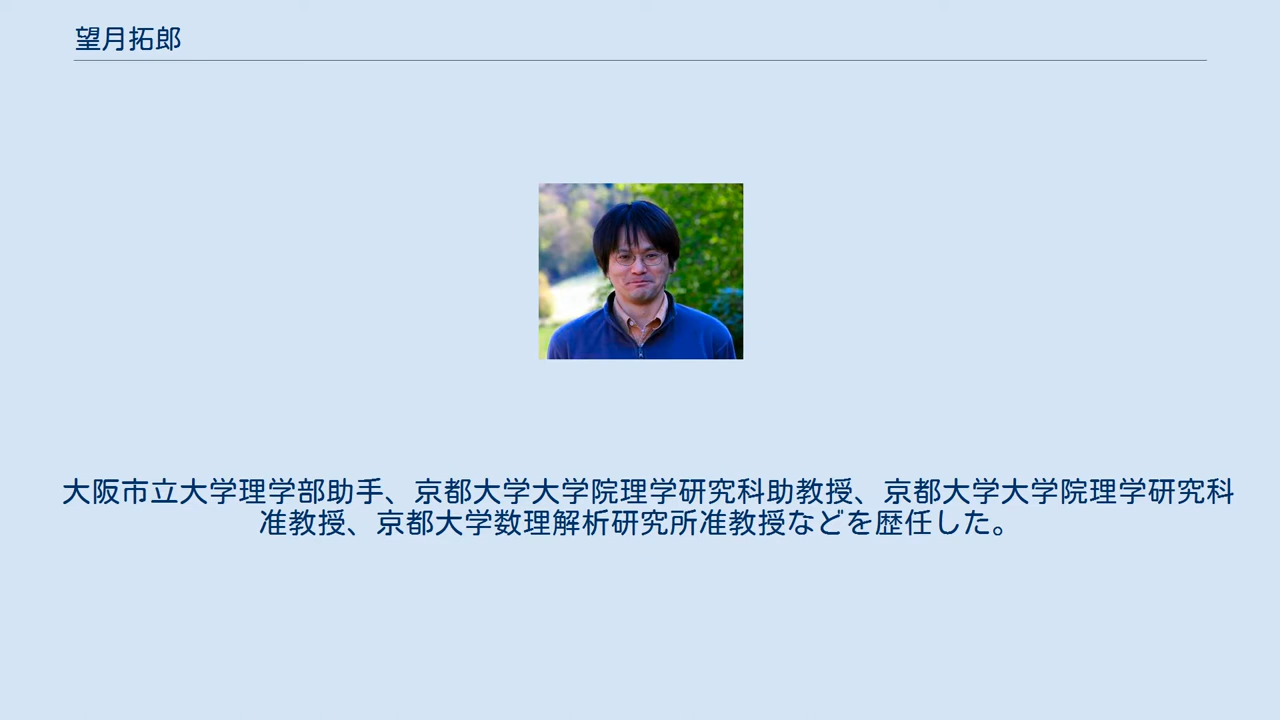 望月拓郎
大阪市立大学理学部助手、京都大学大学院理学研究科助教授、京都大学大学院理学研究科
准教授、京都大学数理解析研究所准教授などを歴任した。